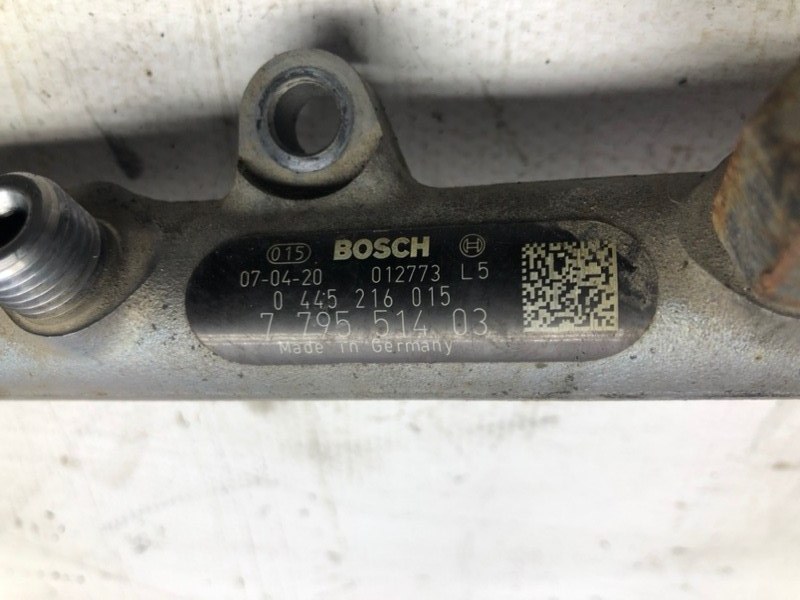 015 BOSCH
07-04-20 012773 L5
0 445 216 015
7 795 514 03
Made in Germany